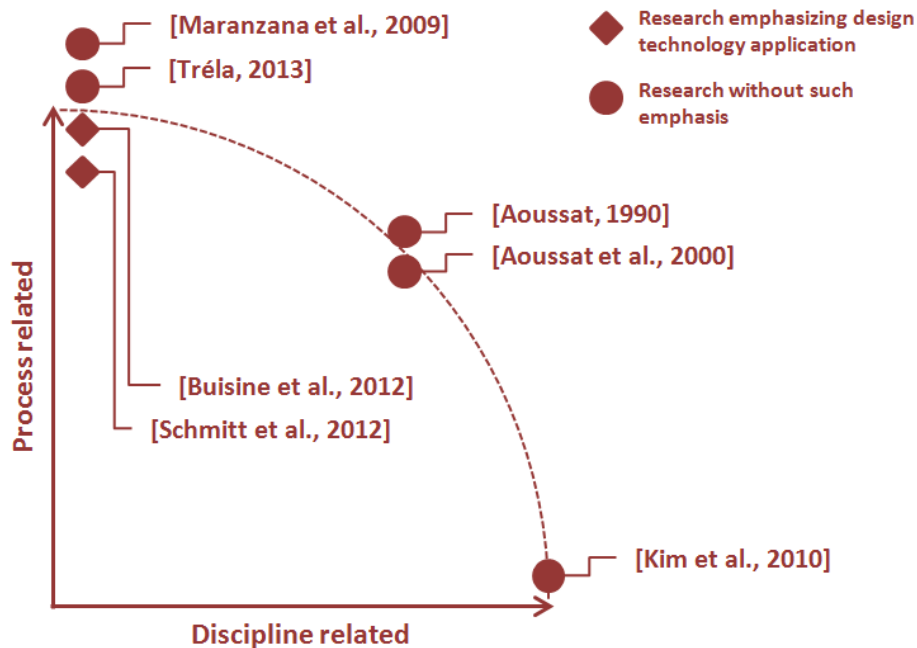 [Maranzana et al., 2009]
[Tréla, 2013]
Research emphasizing design
technology application
Research without such
emphasis
[Aoussat, 1990]
[Aoussat et al., 2000]
Process related
[Buisine et al., 2012]
[Schmitt et al., 2012]
[Kim et al., 2010]
Discipline related